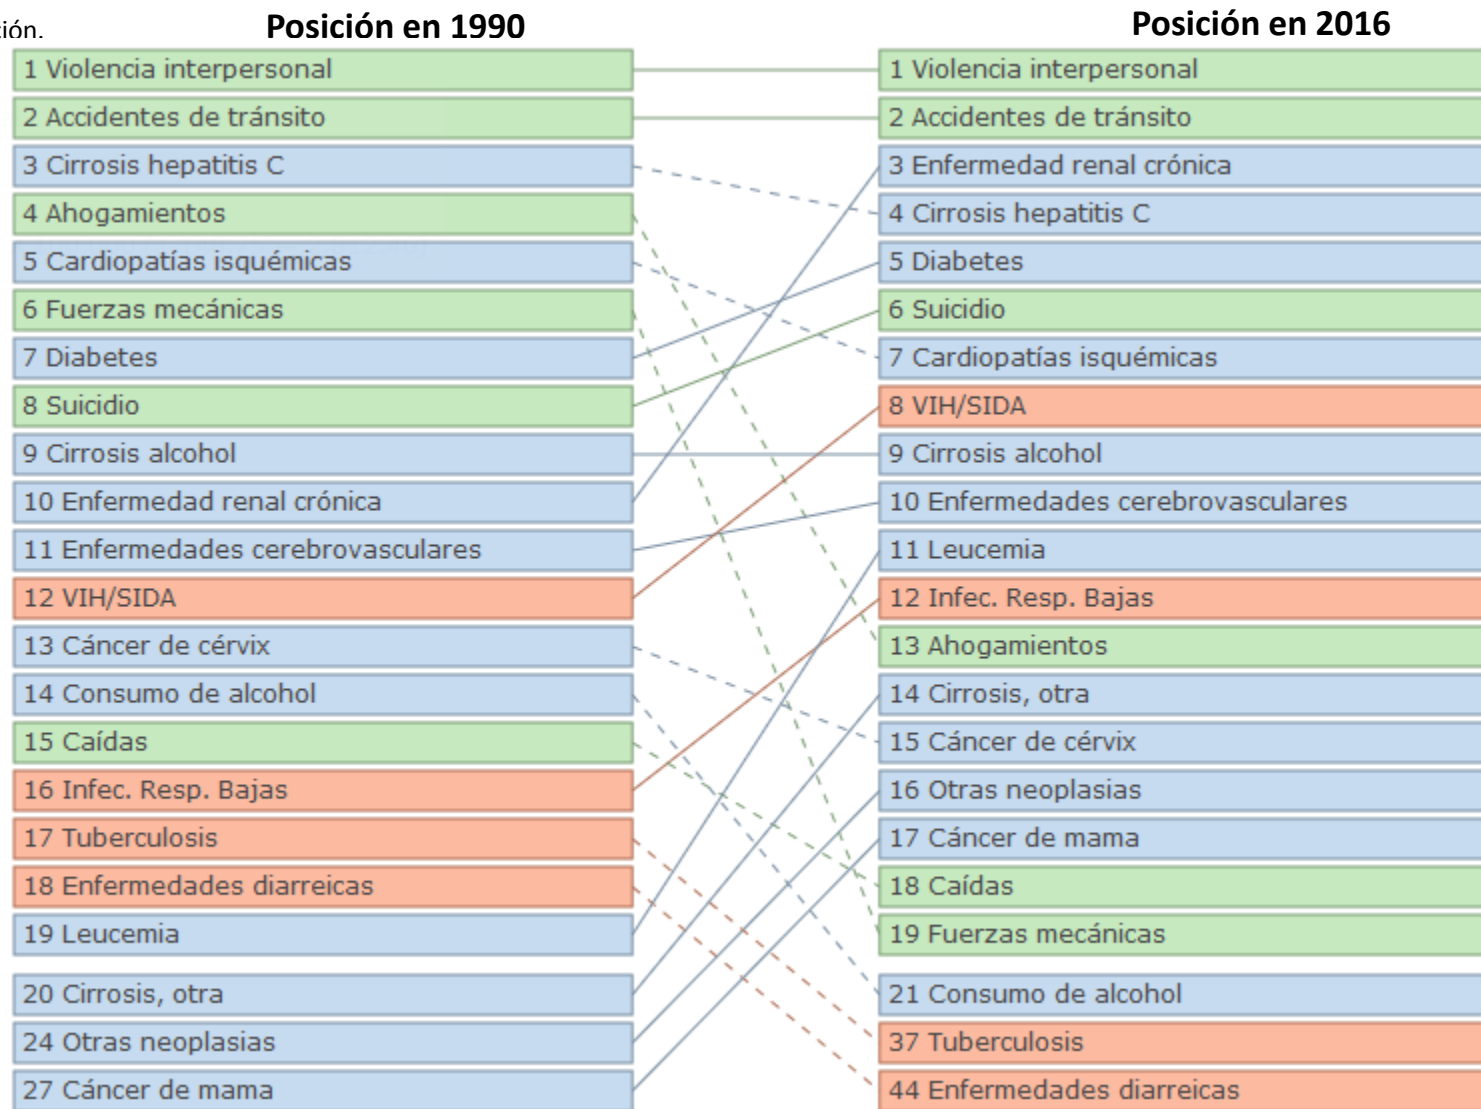 ción.
Posición en 1990
1 Violencia interpersonal
2 Accidentes de tránsito
3 Cirrosis hepatitis C
4 Ahogamientos
5 Cardiopatías isquémicas
6 Fuerzas mecánicas
7 Diabetes
8 Suicidio
9 Cirrosis alcohol
10 Enfermedad renal crónica
11 Enfermedades cerebrovasculares
12 VIH/SIDA
13 Cáncer de cérvix
14 Consumo de alcohol
15 Caídas
16 Infec. Resp. Bajas
17 Tuberculosis
18 Enfermedades diarreicas
19 Leucemia
20 Cirrosis, otra
24 Otras neoplasias
27 Cáncer de mama
Posición en 2016
1 Violencia interpersonal
2 Accidentes de tránsito
3 Enfermedad renal crónica
4 Cirrosis hepatitis C
5 Diabetes
6 Suicidio
7 Cardiopatías isquémicas
8 VIH/SIDA
9 Cirrosis alcohol
10 Enfermedades cerebrovasculares
11 Leucemia
12 Infec. Resp. Bajas
13 Ahogamientos
14 Cirrosis, otra
15 Cáncer de cérvix
16 Otras neoplasias
17 Cáncer de mama
18 Caídas
19 Fuerzas mecánicas
21 Consumo de alcohol
37 Tuberculosis
44 Enfermedades diarreicas